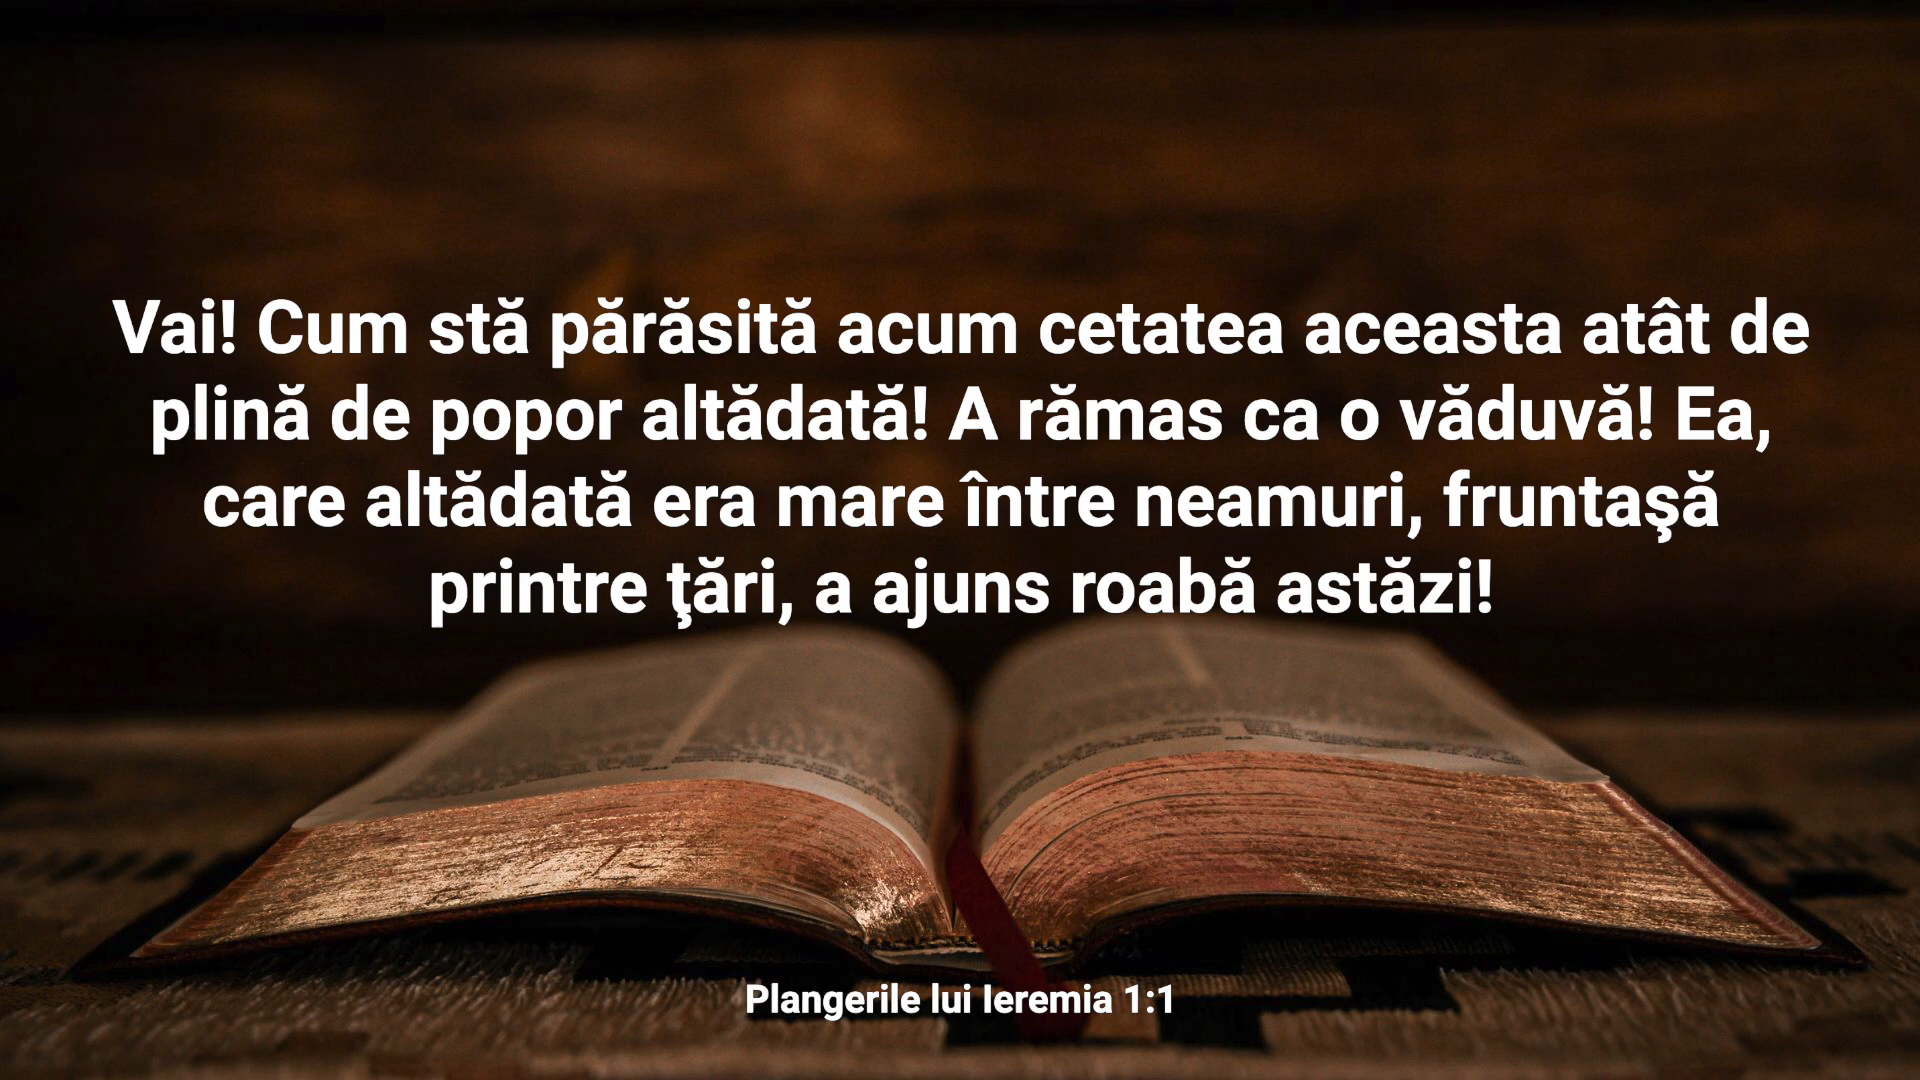 Vai! Cum stă părăsită acum cetatea aceasta atât de
plină de popor altădată! A rămas ca o văduvă! Ea,
care altădată era mare între neamuri, fruntaşă
printre ţări, a ajuns roabă astăzi!
Plangerile lui Ieremia 1:1